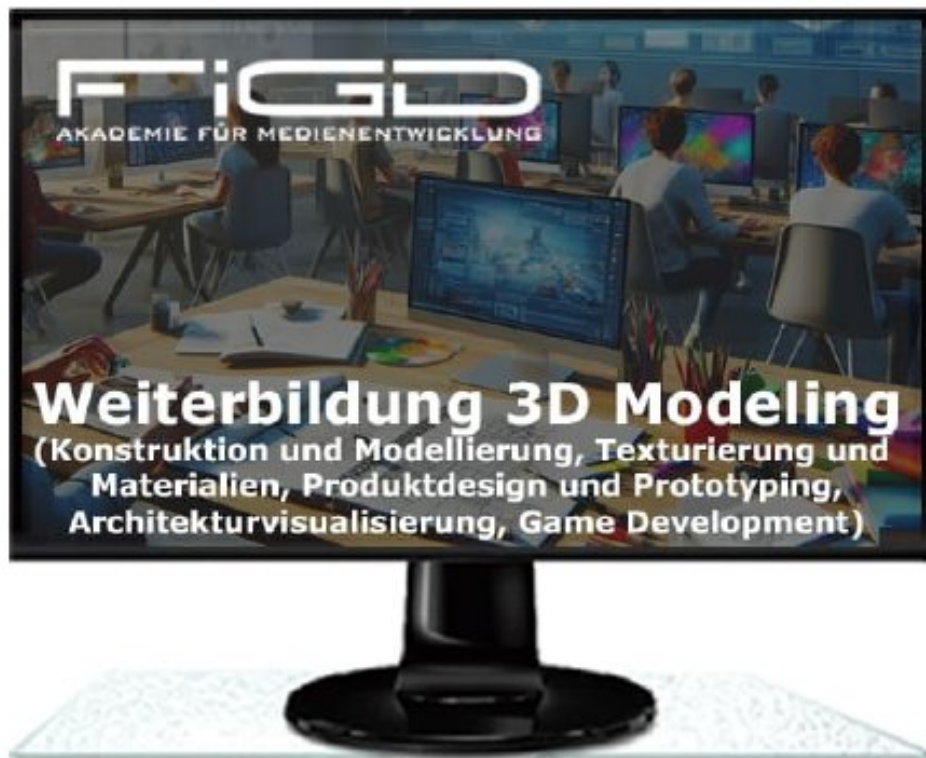 FiGD
AKADEMIE FÜR MEDIENENTWICKLUNG
Weiterbildung 3D Modeling
(Konstruktion und Modellierung, Texturierung und
Materialien, Produktdesign und Prototyping,
Architekturvisualisierung, Game Development)